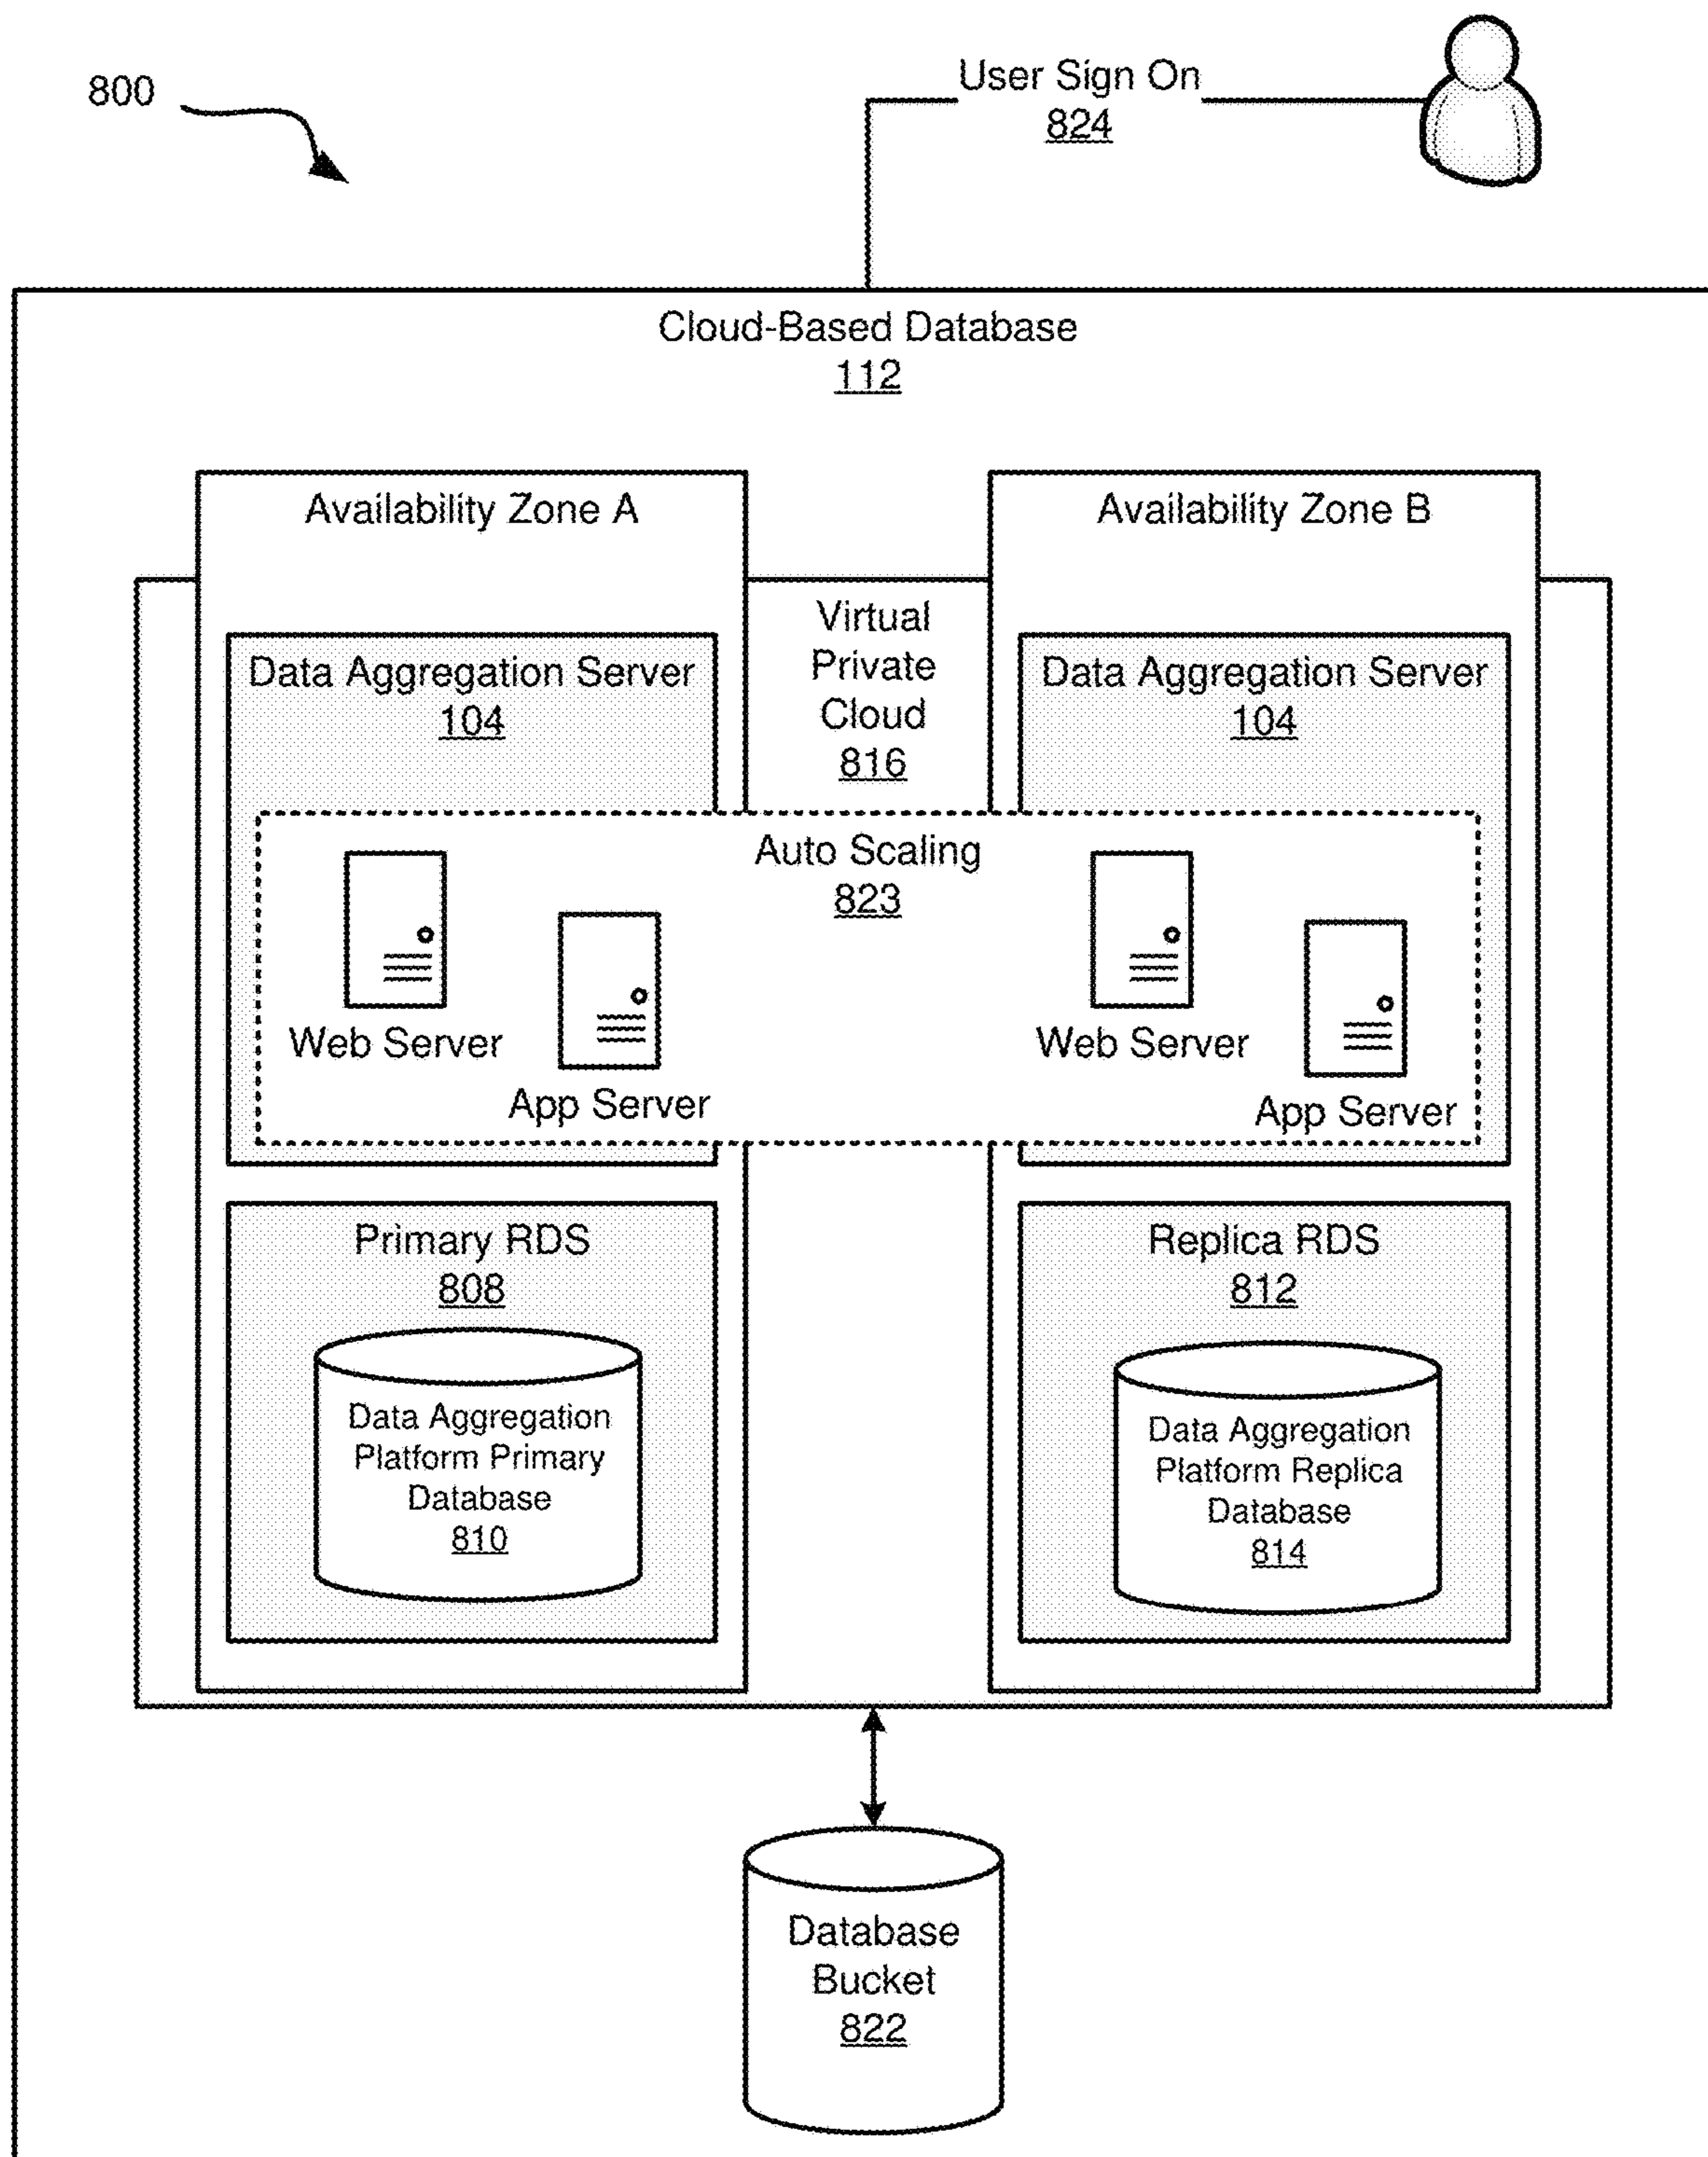 800
User Sign On
824
Cloud-Based Database
112
Availability Zone A
Availability Zone B
Virtual
Private
Cloud
816
Data Aggregation Server
104
Data Aggregation Server
104
Auto Scaling
823
Web Server
App Server
Web Server
App Server
Primary RDS
808
Data Aggregation
Platform Primary
Database
810
Replica RDS
812
Data Aggregation
Platform Replica
Database
814
Database
Bucket
822